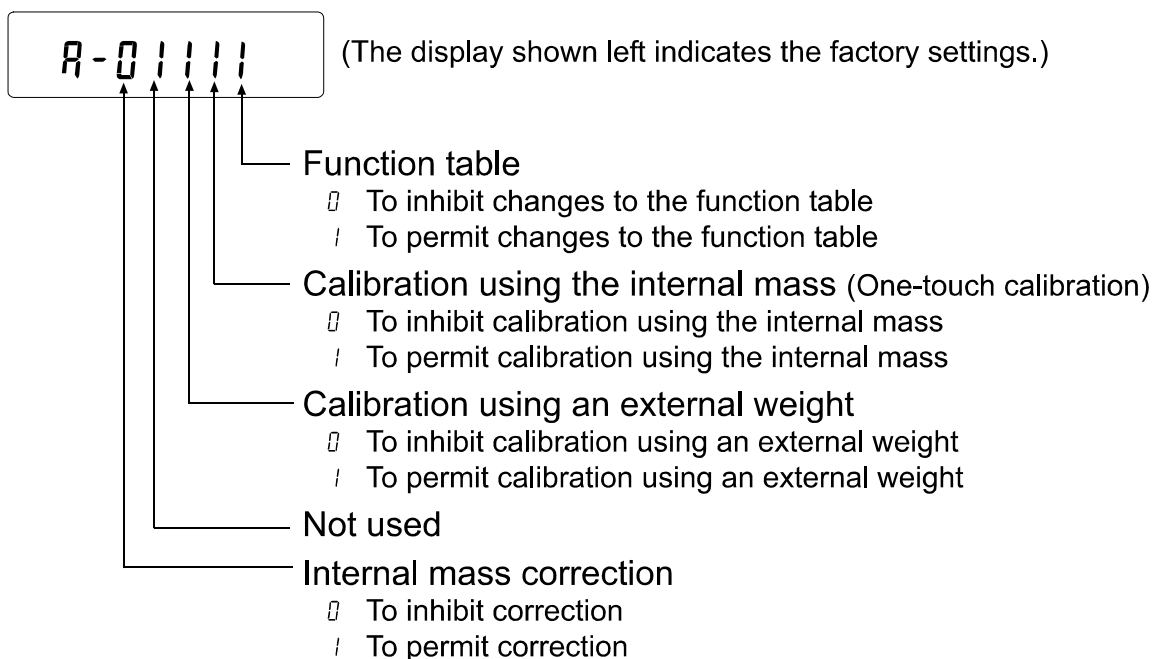 A-01111
(The display shown left indicates the factory settings.)
Function table
0 To inhibit changes to the function table
1 To permit changes to the function table
Calibration using the internal mass (One-touch calibration)
0 To inhibit calibration using the internal mass
1 To permit calibration using the internal mass
Calibration using an external weight
0 To inhibit calibration using an external weight
1 To permit calibration using an external weight
Not used
Internal mass correction
0 To inhibit correction
1 To permit correction